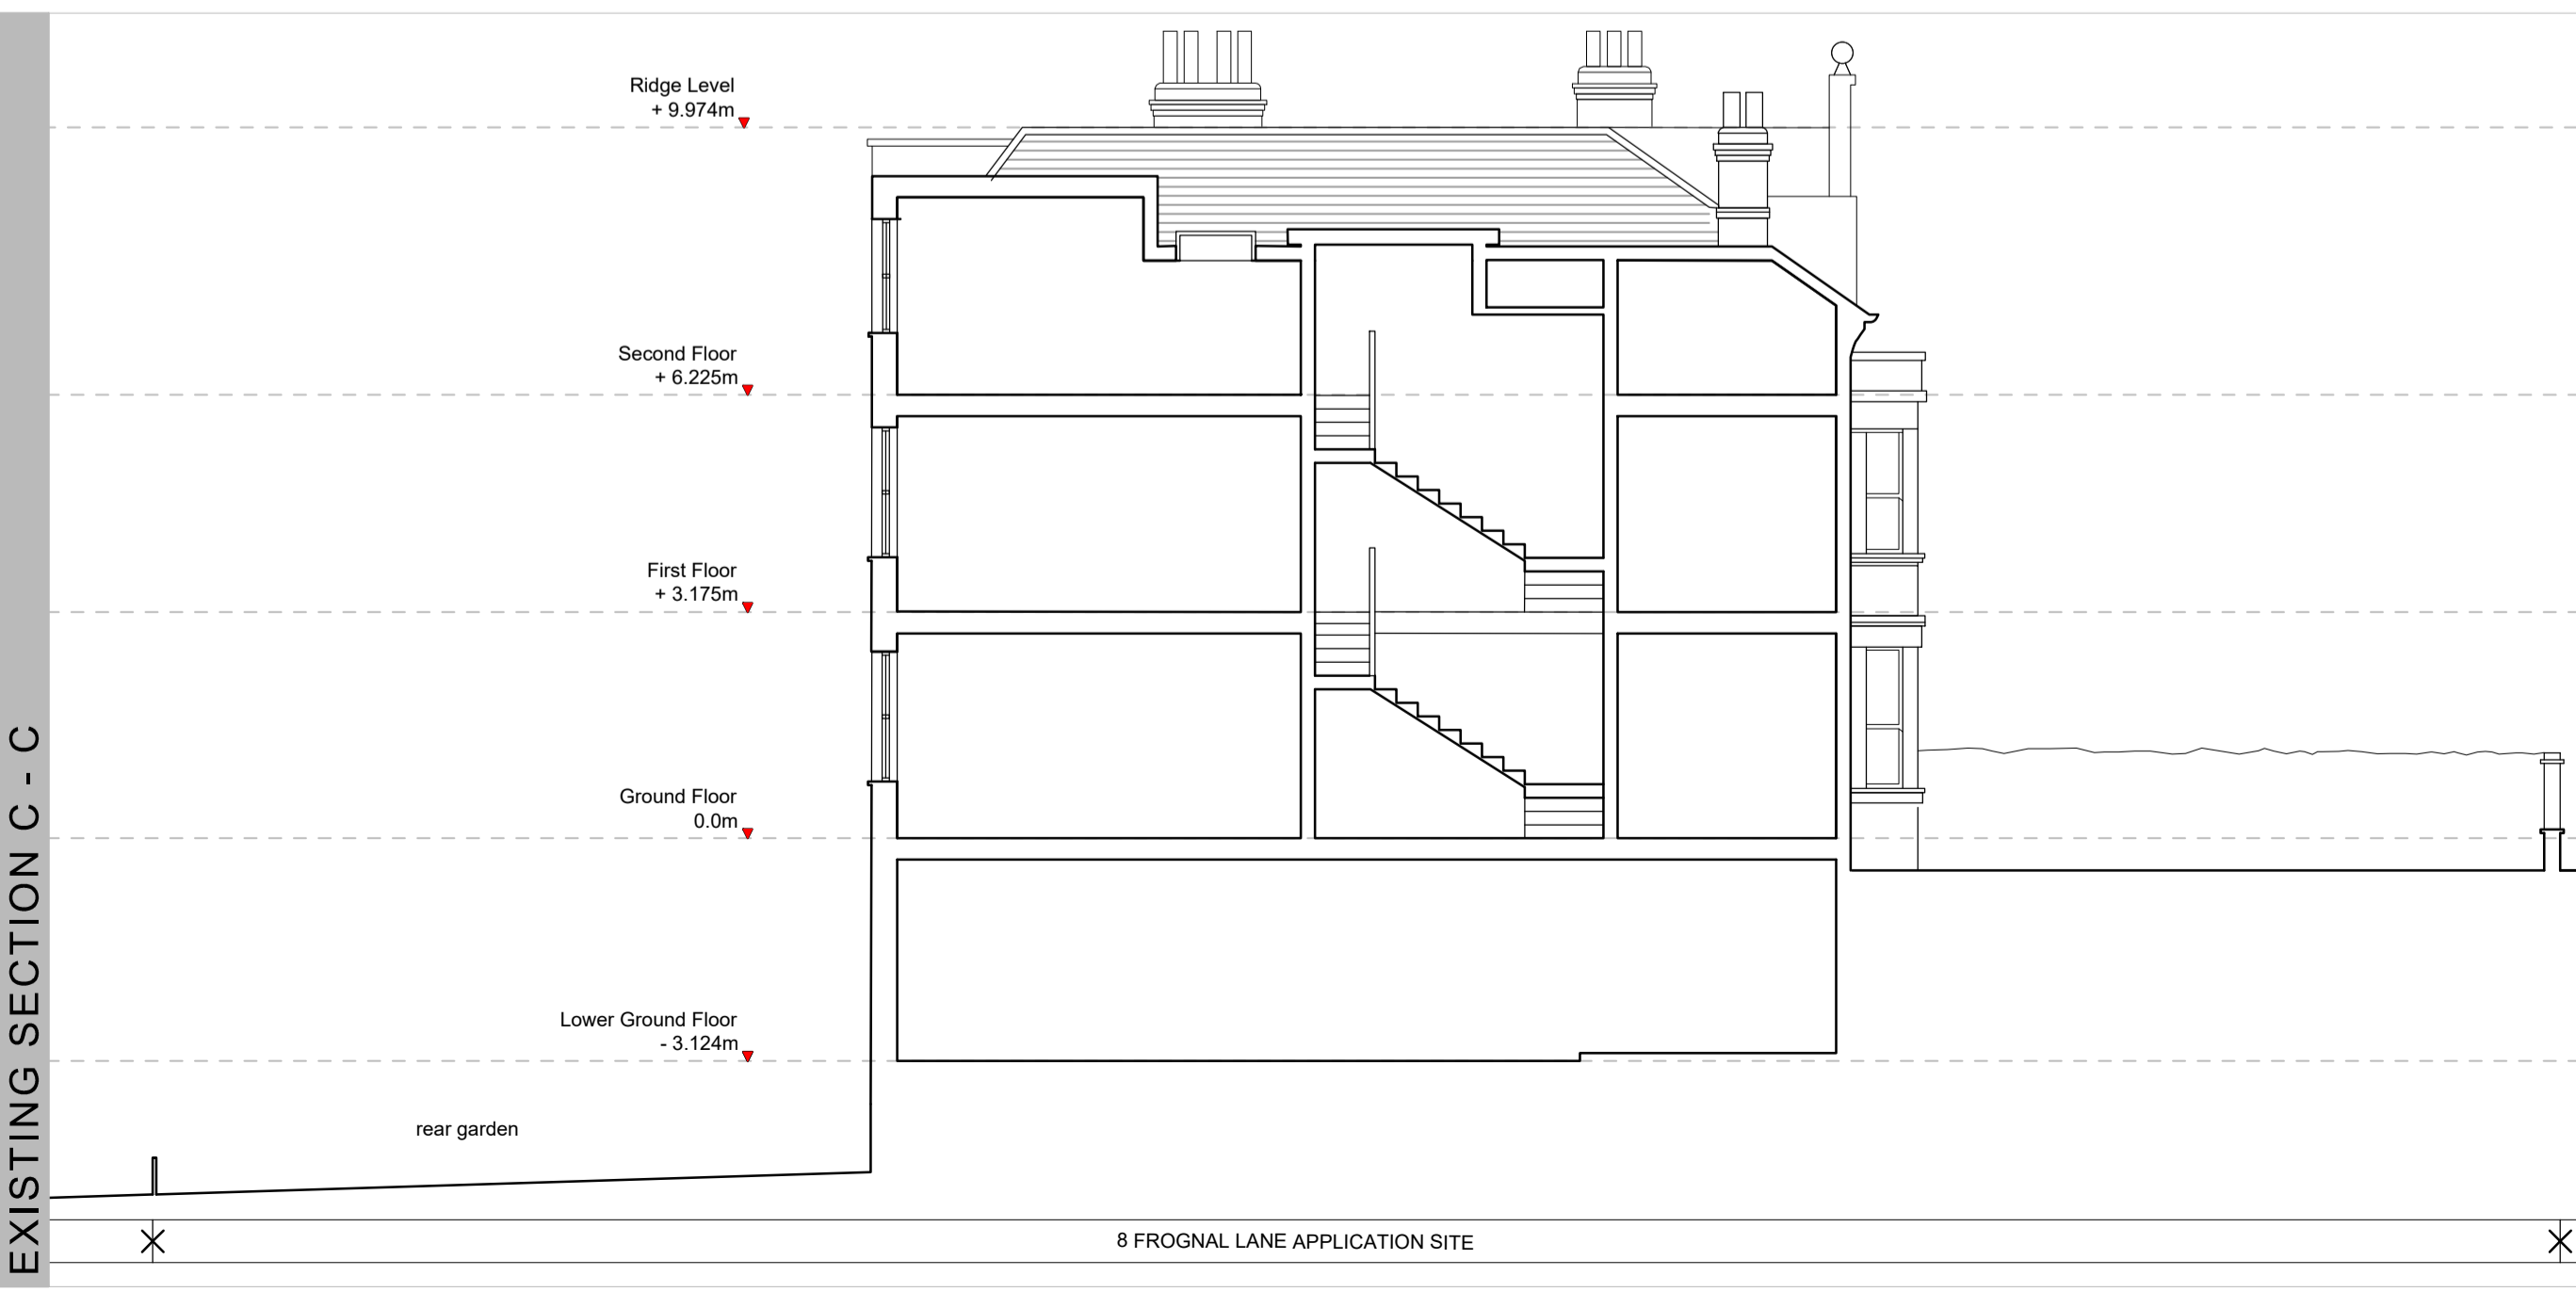 EXISTING SECTION C - C
Ridge Level
+ 9.974m
Second Floor
+ 6.225m
First Floor
+ 3.175m
Ground Floor
0.0m
Lower Ground Floor
- 3.124m
rear garden
8 FROGNAL LANE APPLICATION SITE